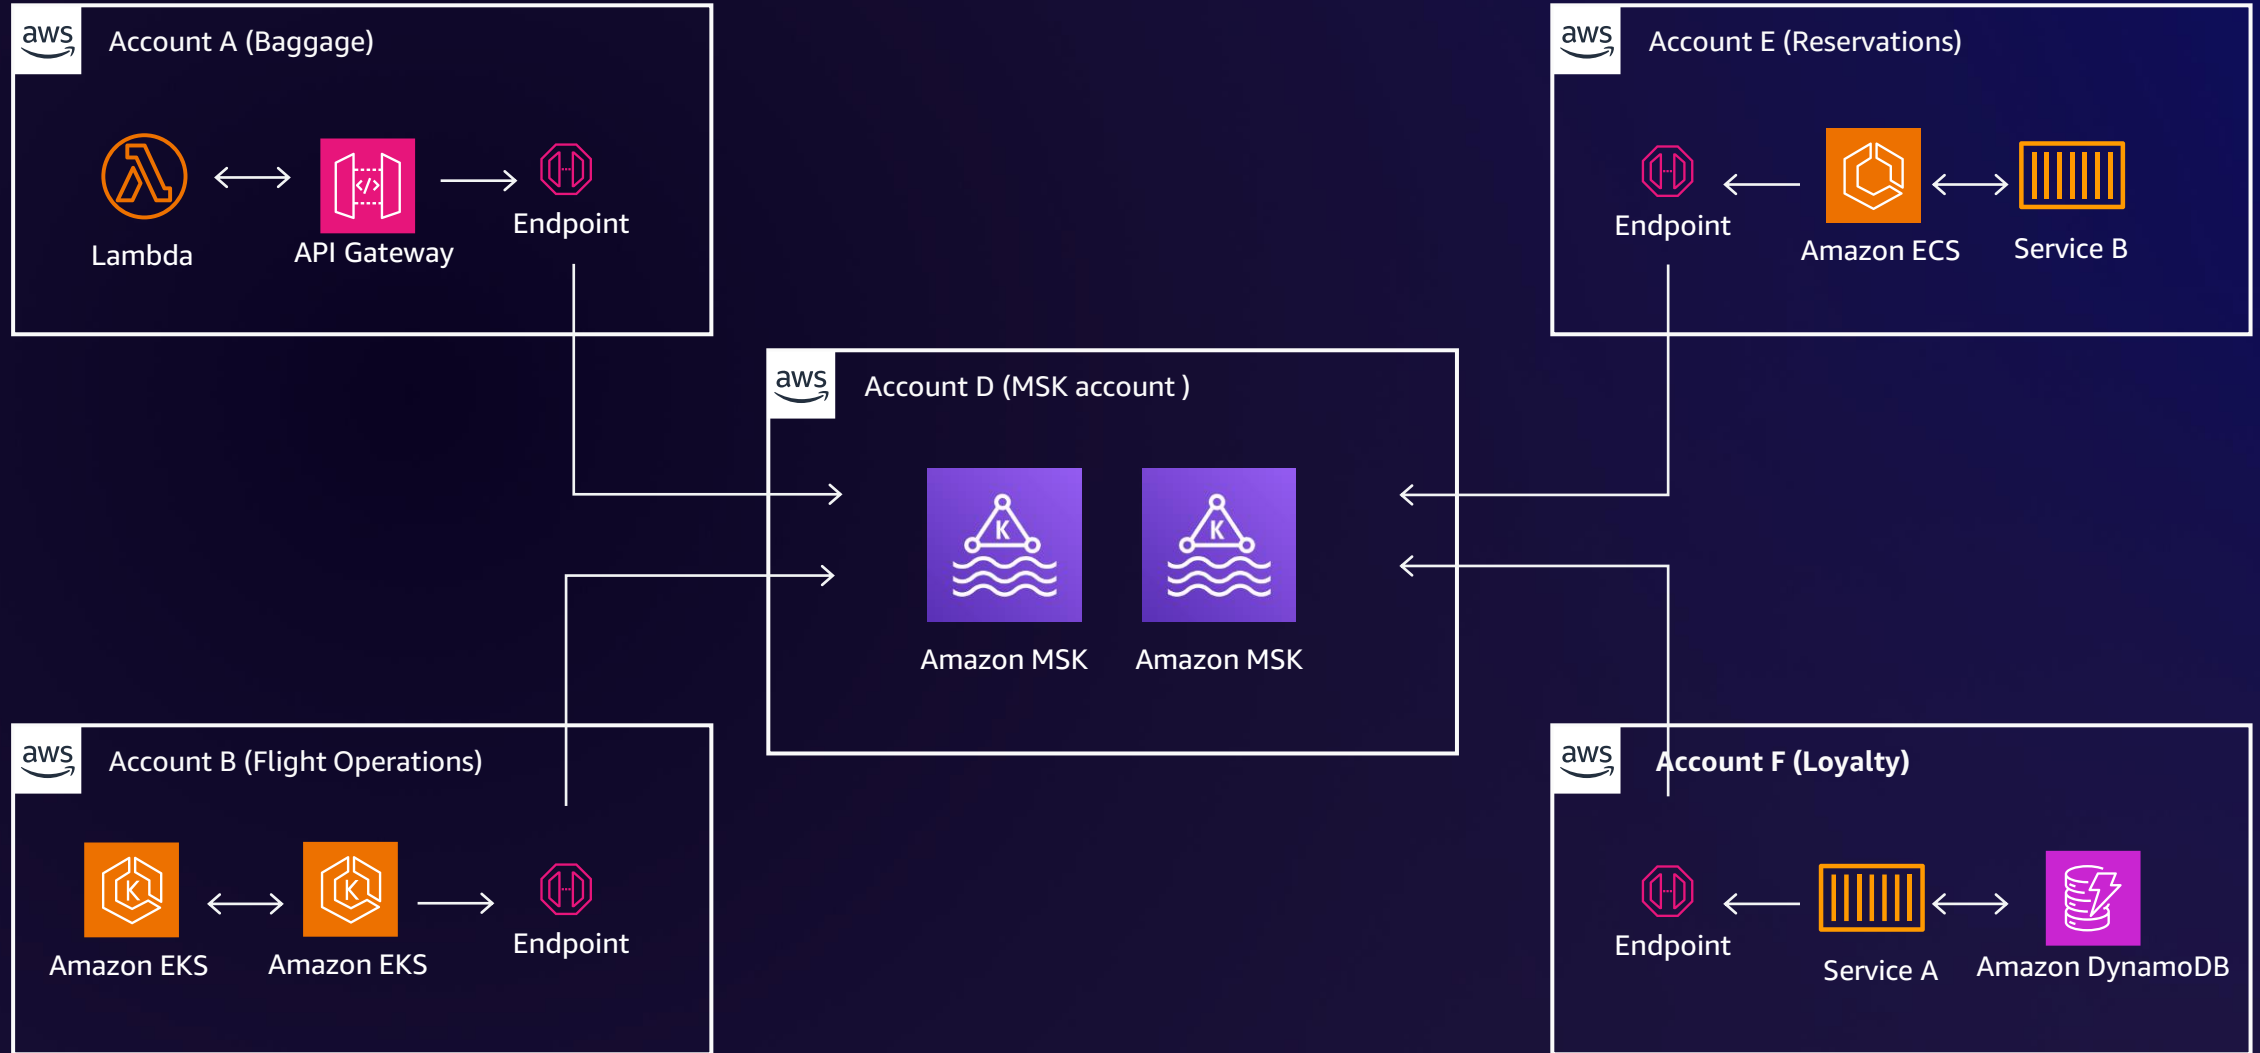 aws
Account A (Baggage)
Lambda
API Gateway
Endpoint
aws
Account E (Reservations)
Endpoint
Amazon ECS
Service B
aws
Account D (MSK account )
K
K
Amazon MSK
Amazon MSK
aws
Account B (Flight Operations)
K
K
Amazon EKS
Amazon EKS
Endpoint
aws
Account F (Loyalty)
Endpoint
Service A
Amazon DynamoDB